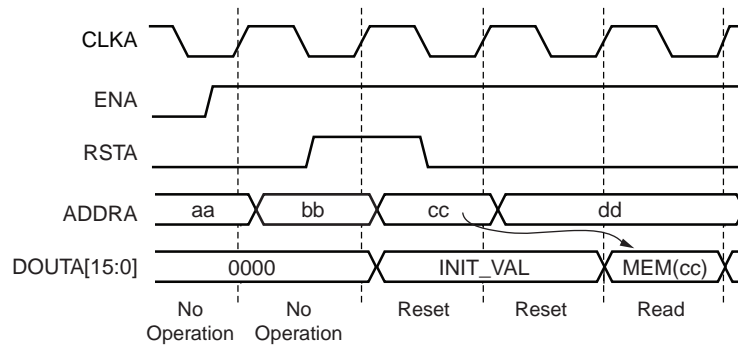 CLKA
ENA
RSTA
ADDRA aa bb cc dd
DOUTA[15:0] 0000 INIT_VAL MEM(cc)
No No Reset Reset Read
Operation Operation